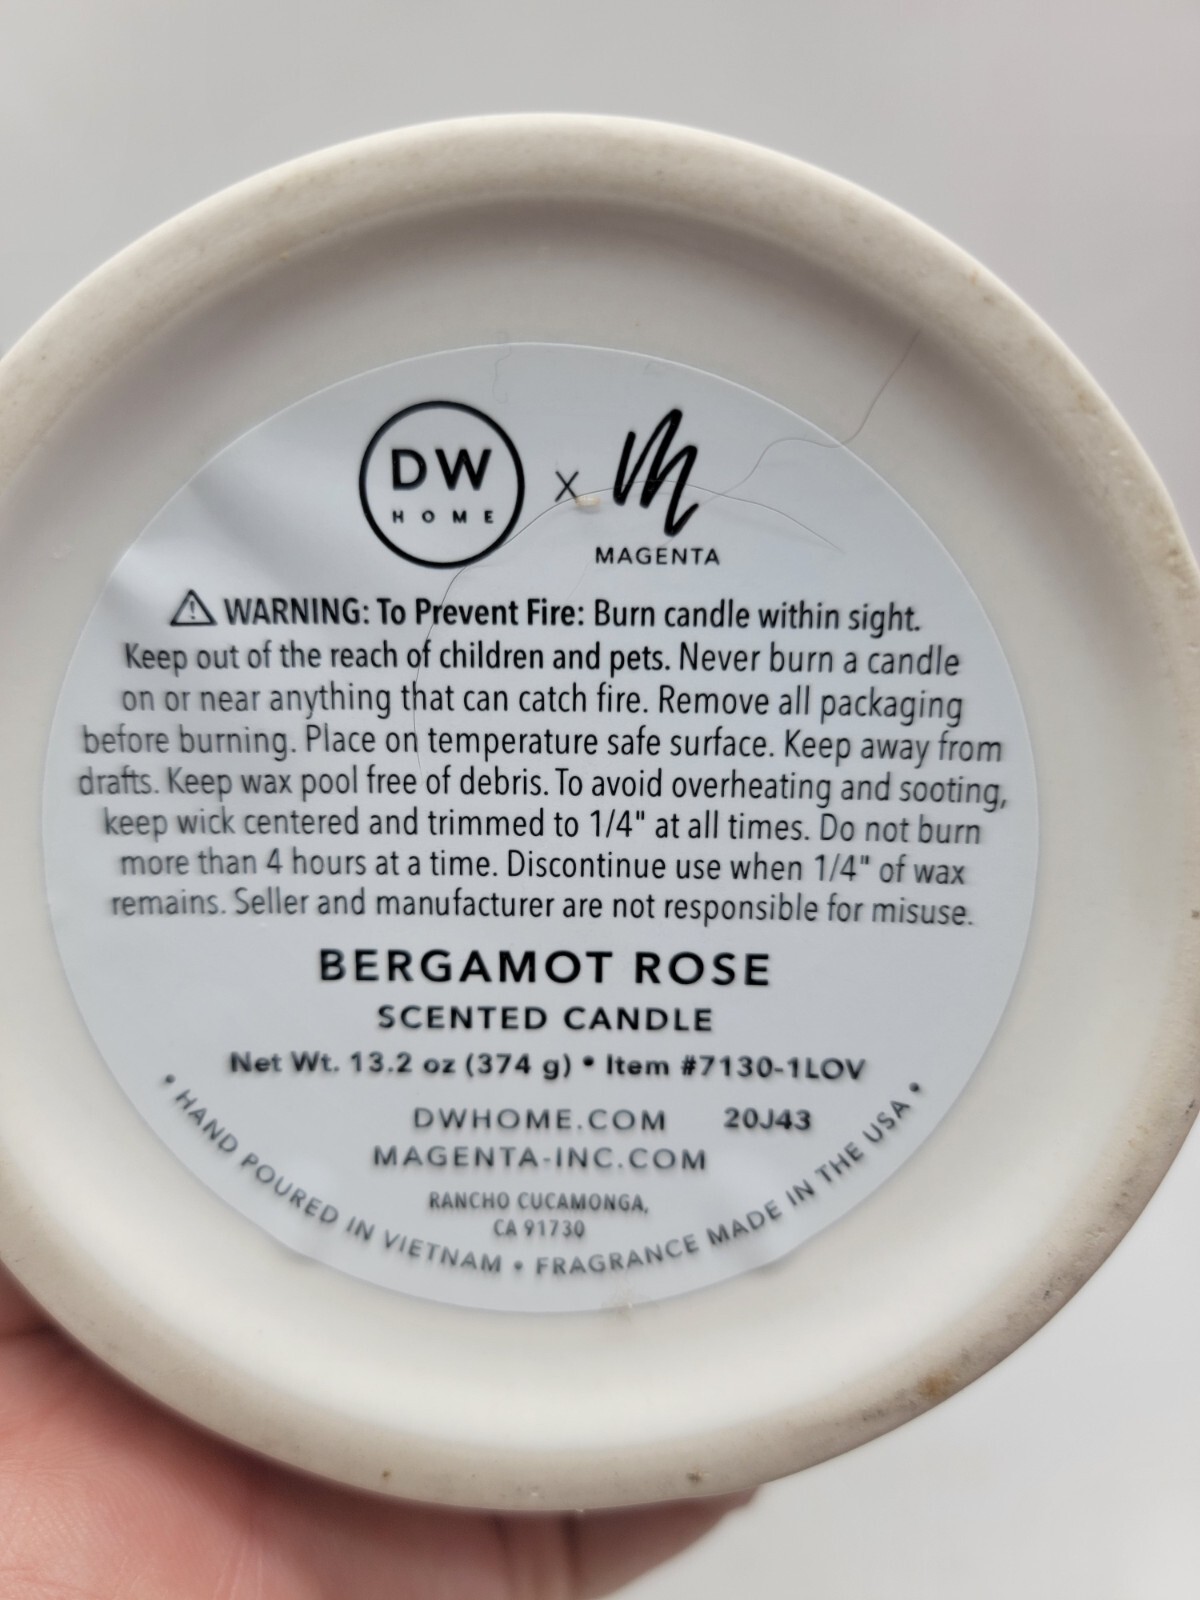 DW
HOME
X
MAGENTA
⚠ WARNING: To Prevent Fire: Burn candle within sight.
Keep out of the reach of children and pets. Never burn a candle
on or near anything that can catch fire. Remove all packaging
before burning. Place on temperature safe surface. Keep away from
drafts. Keep wax pool free of debris. To avoid overheating and sooting,
keep wick centered and trimmed to 1/4" at all times. Do not burn
more than 4 hours at a time. Discontinue use when 1/4" of wax
remains. Seller and manufacturer are not responsible for misuse.
BERGAMOT ROSE
SCENTED CANDLE
Net Wt. 13.2 oz (374 g) • Item #7130-1LOV
DWHOME.COM 20J43
MAGENTA-INC.COM
RANCHO CUCAMONGA,
CA 91730
• HAND POURED IN VIETNAM • FRAGRANCE MADE IN THE USA •